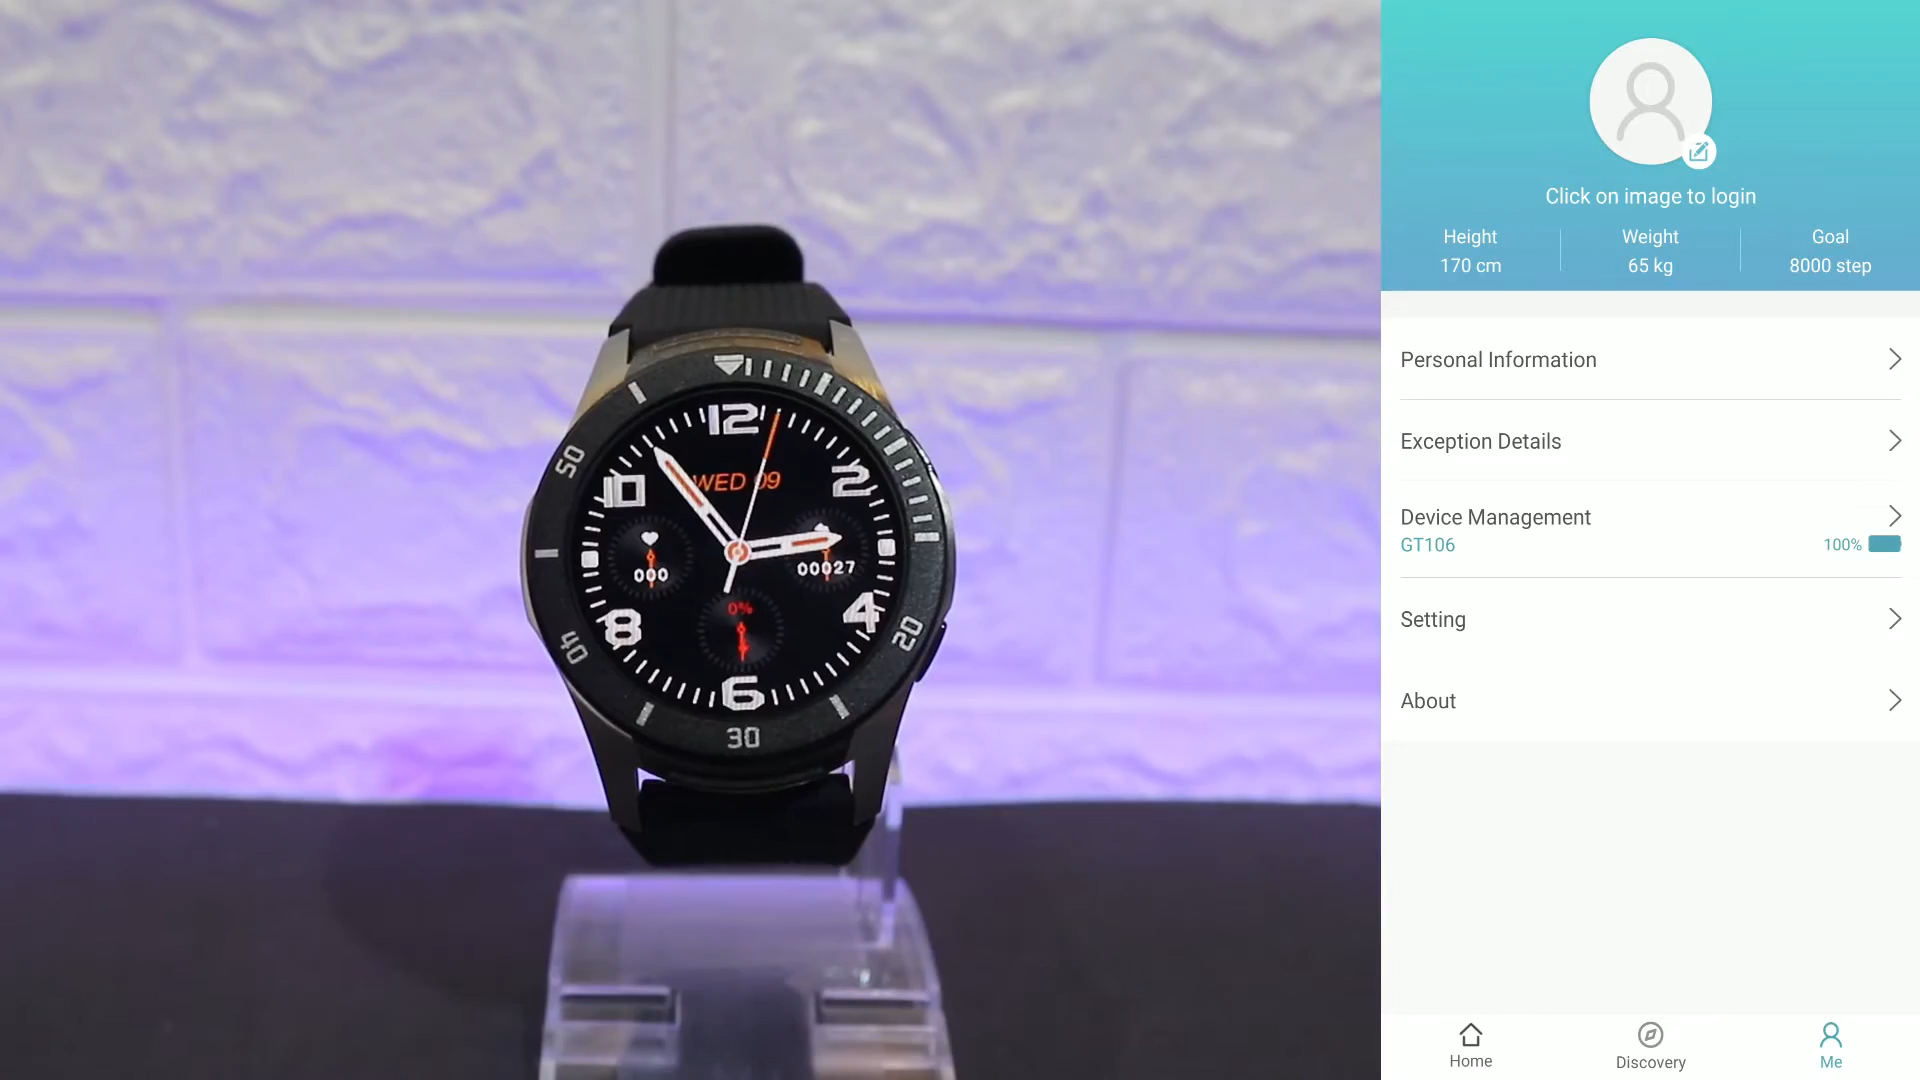 12
WED 09
10
2
000
00027
0%
8
4
6
50
40
30
20
Click on image to login
Height
Weight
Goal
170 cm
65 kg
8000 step
Personal Information
Exception Details
Device Management
GT106
100%
Setting
About
Home
Discovery
Me